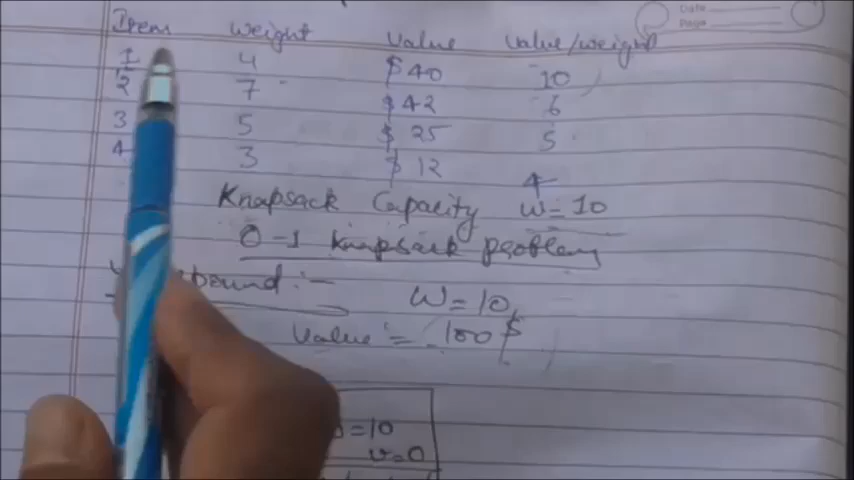 Date
Page
Item Weight Value Value/weight
1 4 $40 10
2 7 $42 6
3 5 $25 5
4 3 $12 4
Knapsack Capacity W=10
0-1 Knapsack problem
bound :-
W=10,
Value = 100 $
=10
v=0